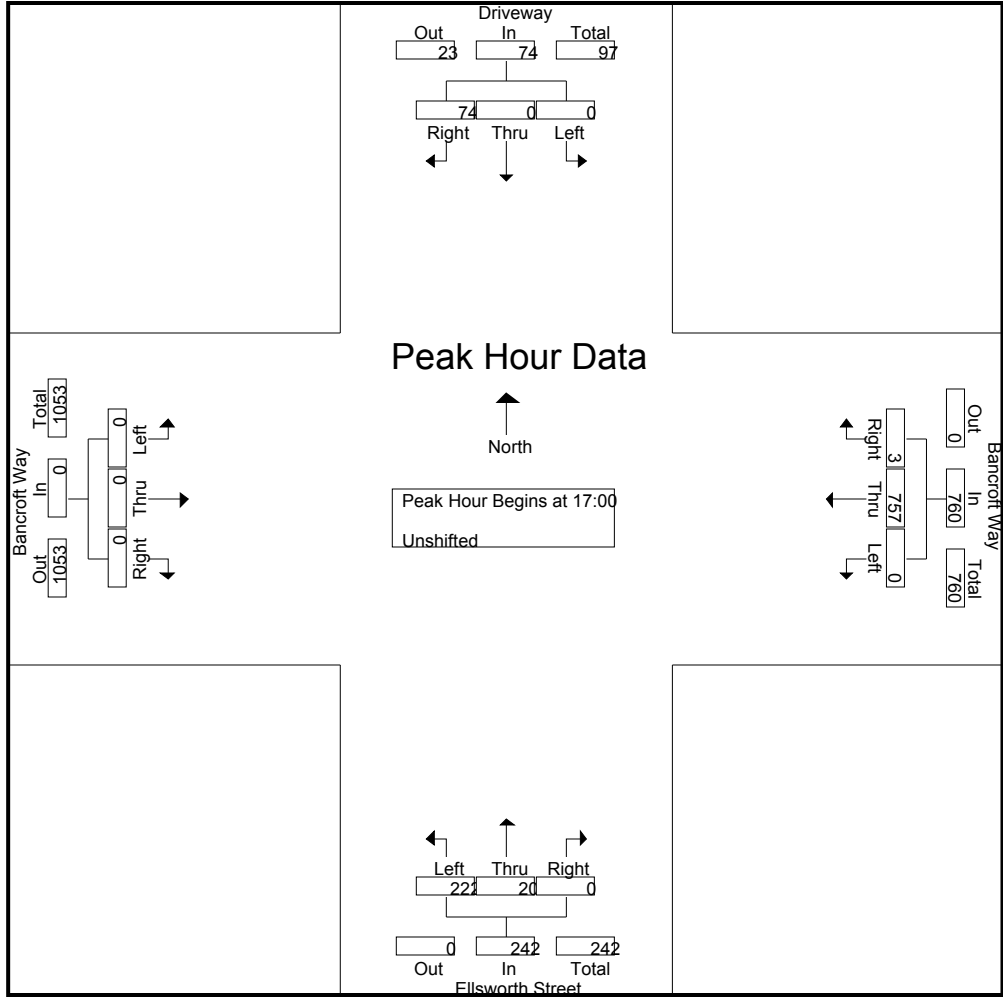 Driveway
Out In Total
23 74 97
74 0 0
Right Thru Left
Peak Hour Data
North
Peak Hour Begins at 17:00
Unshifted
Bancroft Way
Total In Out
1053 0 1053
0 0 0
Left Thru Right
Right Thru Left
3 757 0
Out In Total
0 760 760
Bancroft Way
Left Thru Right
222 20 0
0 242 242
Out In Total
Ellsworth Street